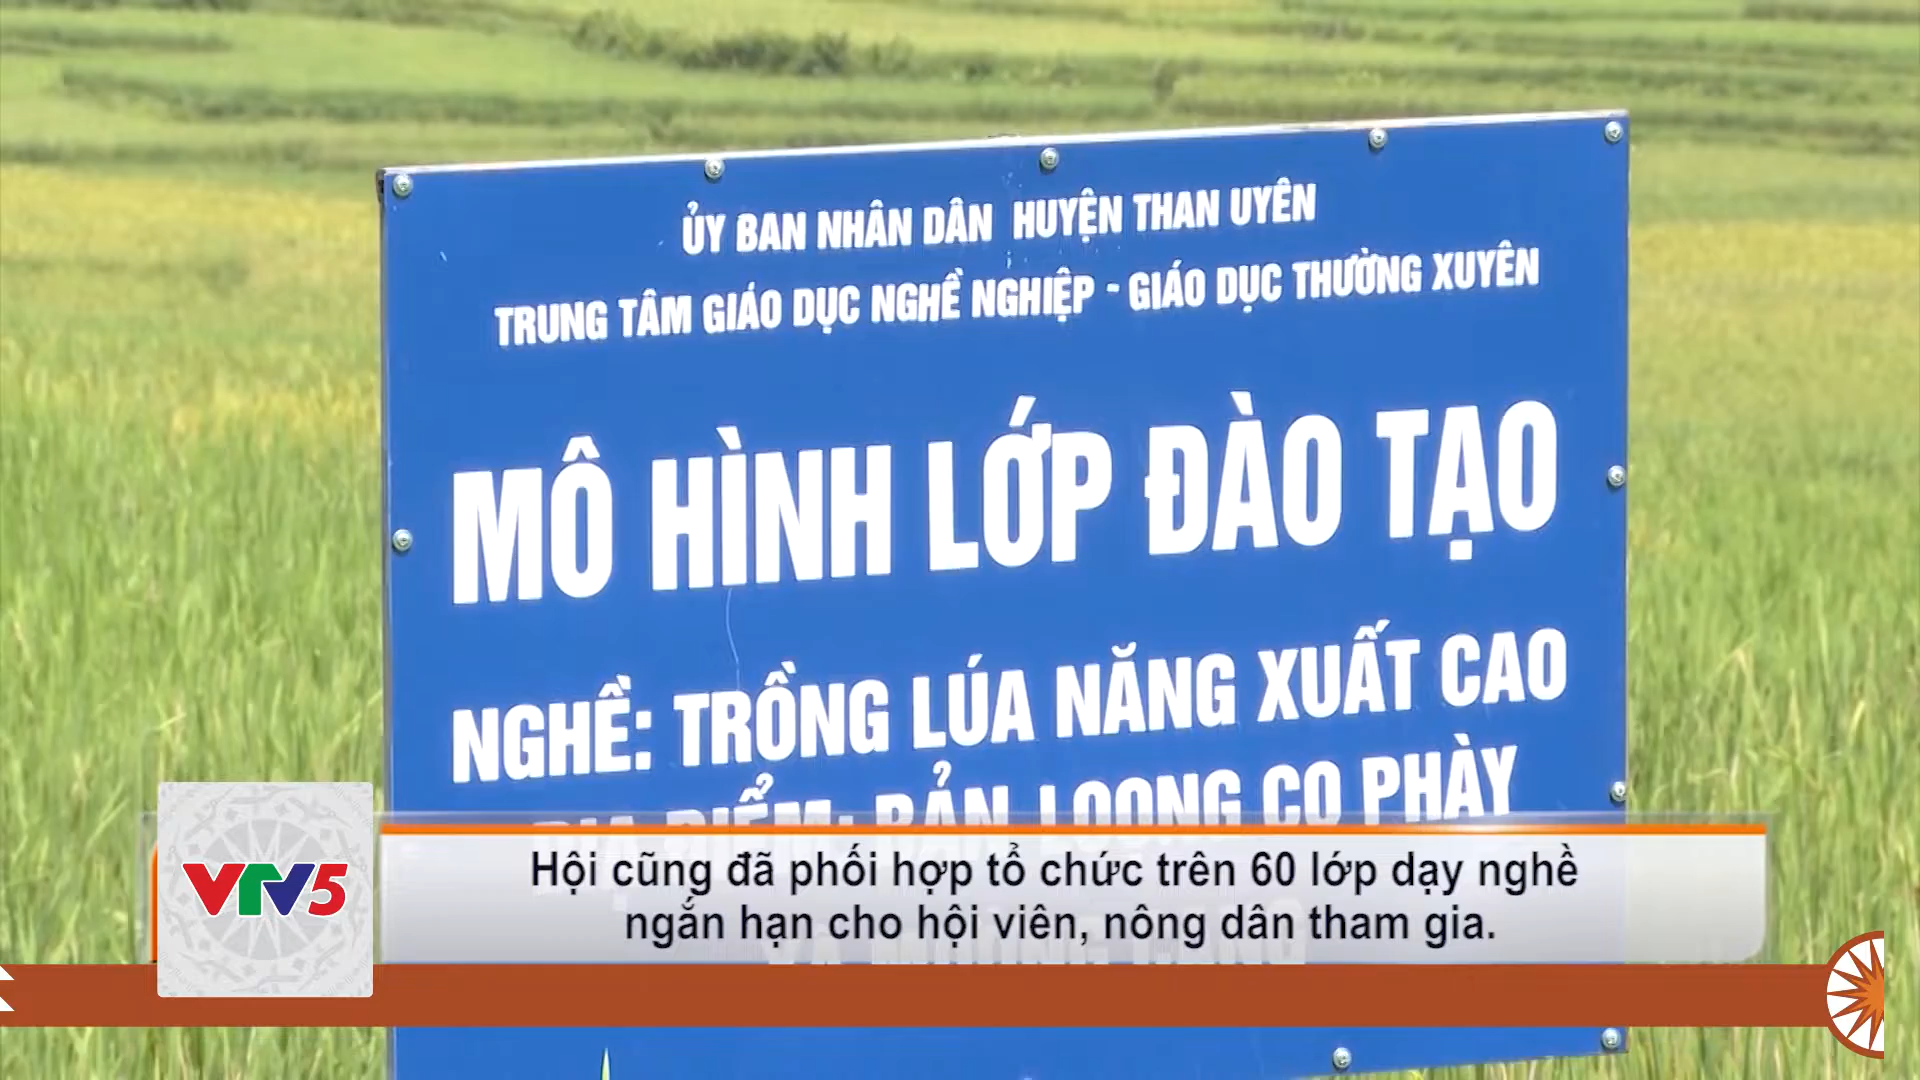 ỦY BAN NHÂN DÂN HUYỆN THAN UYÊN
TRUNG TÂM GIÁO DỤC NGHỀ NGHIỆP - GIÁO DỤC THƯỜNG XUYÊN
MÔ HÌNH LỚP ĐÀO TẠO
NGHỀ: TRỒNG LÚA NĂNG XUẤT CAO
ĐỊA ĐIỂM: BẢN LOONG CO PHÀY
VTV5
Hội cũng đã phối hợp tổ chức trên 60 lớp dạy nghề
ngắn hạn cho hội viên, nông dân tham gia.